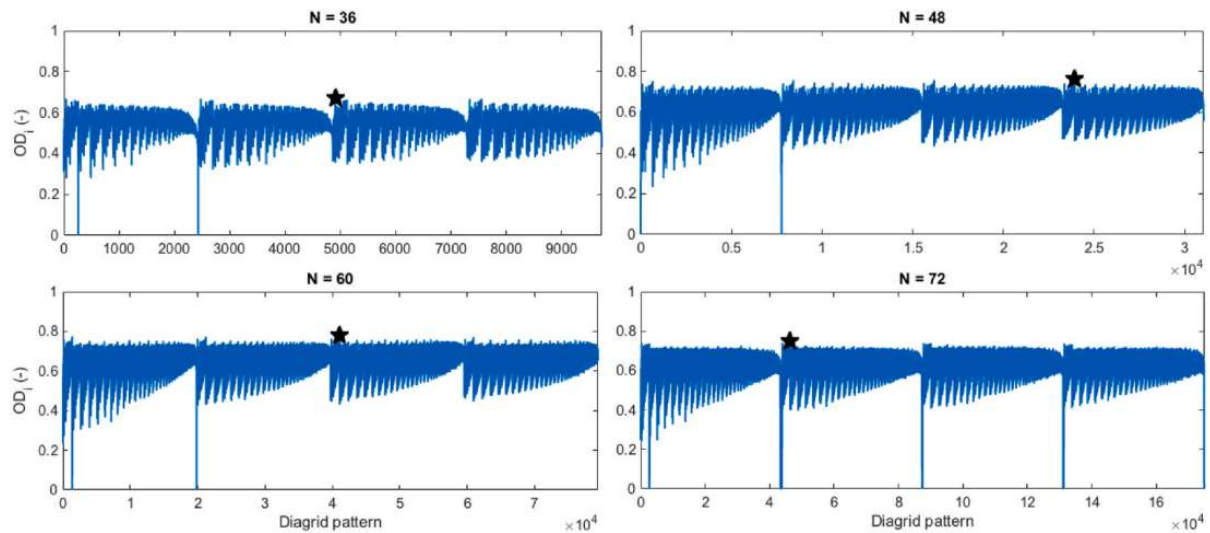 N = 36
OD_i (-)
1
0.8
0.6
0.4
0.2
0
0 1000 2000 3000 4000 5000 6000 7000 8000 9000
N = 48
1
0.8
0.6
0.4
0.2
0
0 0.5 1 1.5 2 2.5 3
× 10^4
N = 60
OD_i (-)
1
0.8
0.6
0.4
0.2
0
0 2 4 6 7
Diagrid pattern
× 10^4
N = 72
1
0.8
0.6
0.4
0.2
0
0 2 4 6 8 10 12 14 16
Diagrid pattern
× 10^4